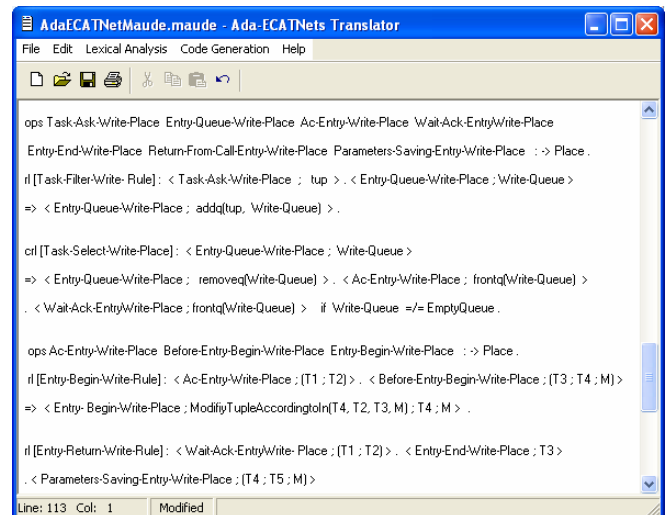 AdaECATNetMaude.maude - Ada-ECATNets Translator
File Edit Lexical Analysis Code Generation Help
ops Task-Ask-Write-Place Entry-Queue-Write-Place Ac-Entry-Write-Place Wait-Ack-EntryWrite-Place
Entry-End-Write-Place Return-From-Call-Entry-Write-Place Parameters-Saving-Entry-Write-Place : -> Place .
rl [Task-Filter-Write- Rule] : < Task-Ask-Write-Place ; tup > . < Entry-Queue-Write-Place ; Write-Queue >
=> < Entry-Queue-Write-Place ; addq(tup, Write-Queue) > .
crl [Task-Select-Write-Place] : < Entry-Queue-Write-Place ; Write-Queue >
=> < Entry-Queue-Write-Place ; removeq(Write-Queue) > . < Ac-Entry-Write-Place ; frontq(Write-Queue) >
. < Wait-Ack-EntryWrite-Place ; frontq(Write-Queue) > if Write-Queue =/= EmptyQueue .
ops Ac-Entry-Write-Place Before-Entry-Begin-Write-Place Entry-Begin-Write-Place : -> Place .
rl [Entry-Begin-Write-Rule] : < Ac-Entry-Write-Place ; (T1 ; T2) > . < Before-Entry-Begin-Write-Place ; (T3 ; T4 ; M) >
=> < Entry- Begin-Write-Place ; ModifiyTupleAccordingtoIn(T4, T2, T3, M) ; T4 ; M > .
rl [Entry-Return-Write-Rule] : < Wait-Ack-EntryWrite- Place ; (T1 ; T2) > . < Entry-End-Write-Place ; T3 >
. < Parameters-Saving-Entry-Write-Place ; (T4 ; T5 ; M) >
Line: 113 Col: 1 Modified